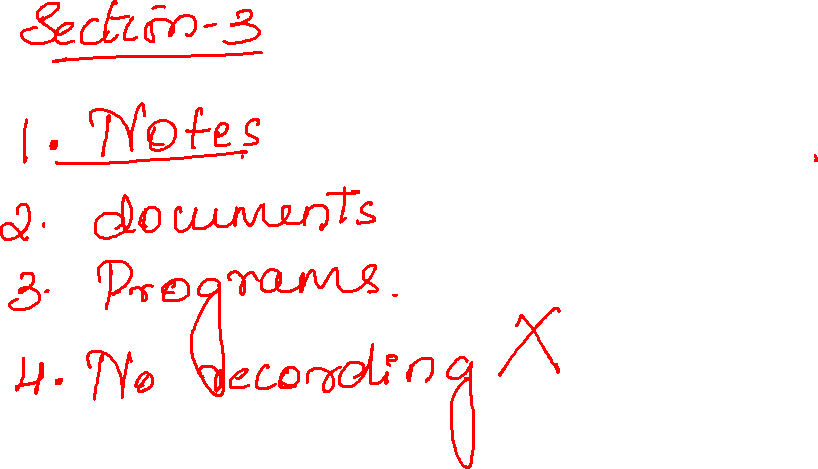 Section-3
1. Notes
2. documents
3. Programs.
4. No recording X